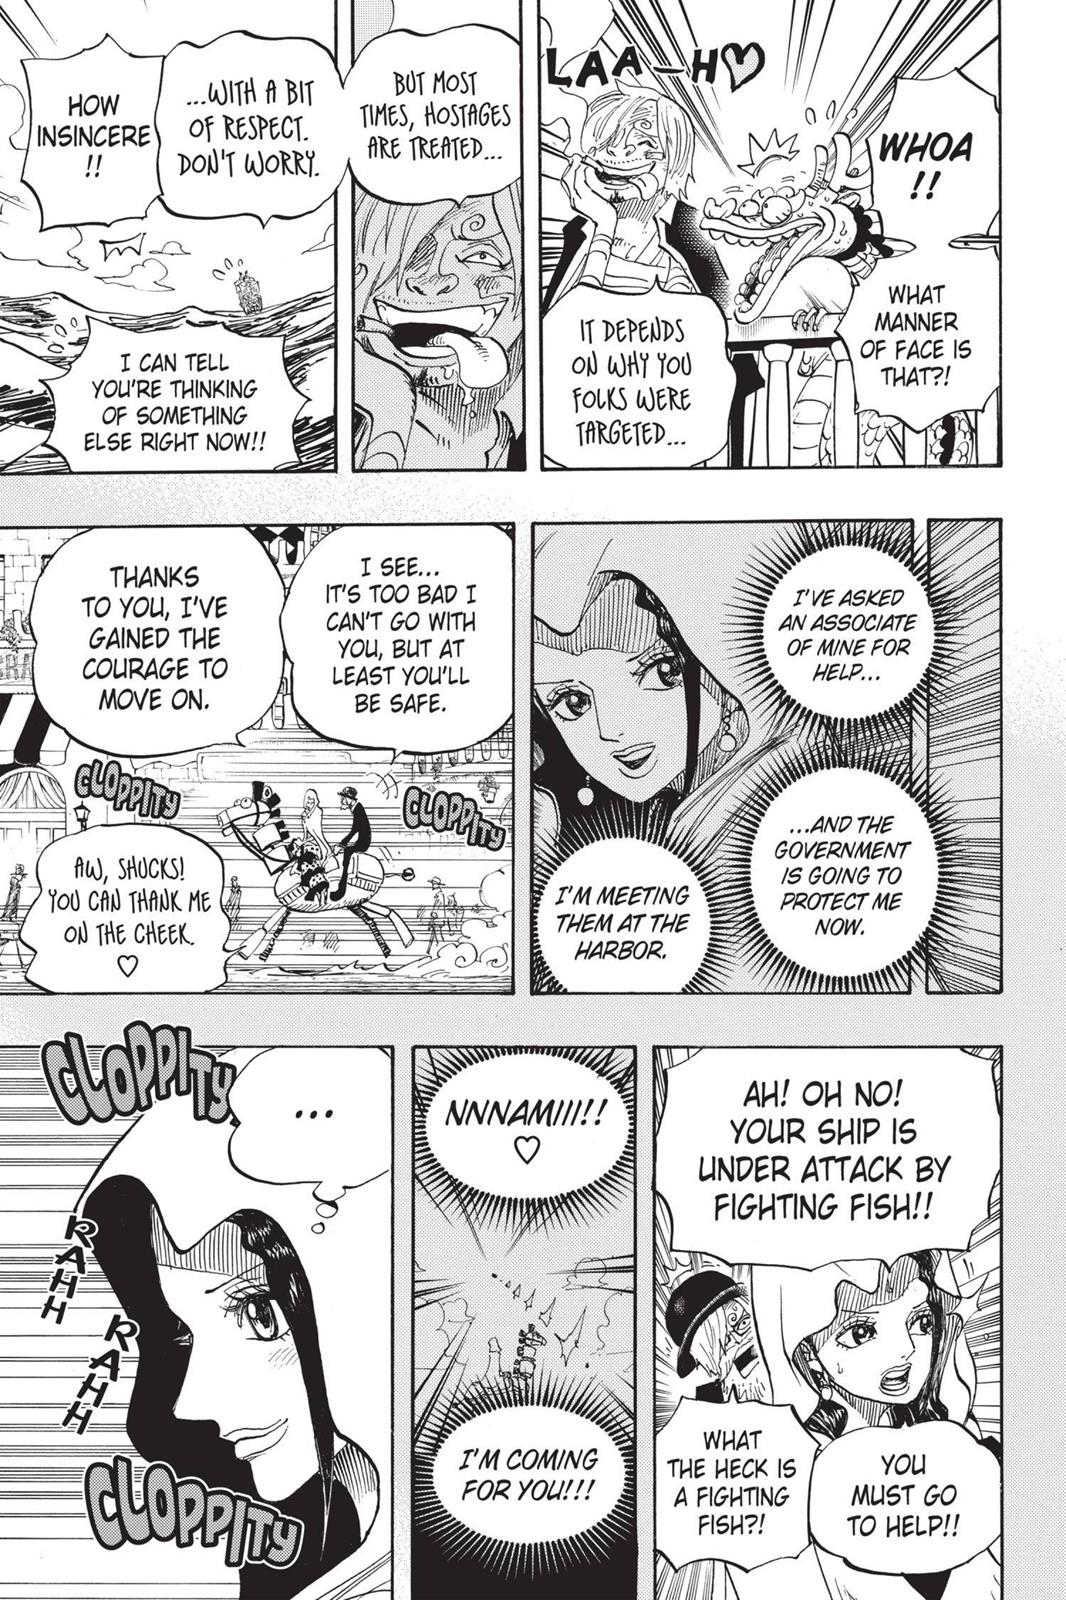 LAA—H♡
WHOA
!!
WHAT
MANNER
OF FACE IS
THAT?!
IT DEPENDS
ON WHY YOU
FOLKS WERE
TARGETED...
BUT MOST
TIMES, HOSTAGES
ARE TREATED...
...WITH A BIT
OF RESPECT.
DON'T WORRY.
HOW
INSINCERE
!!
I CAN TELL
YOU'RE THINKING
OF SOMETHING
ELSE RIGHT NOW!!
I'VE ASKED
AN ASSOCIATE
OF MINE FOR
HELP...
...AND THE
GOVERNMENT
IS GOING TO
PROTECT ME
NOW.
I'M MEETING
THEM AT THE
HARBOR.
I SEE...
IT'S TOO BAD I
CAN'T GO WITH
YOU, BUT AT
LEAST YOU'LL
BE SAFE.
THANKS
TO YOU, I'VE
GAINED THE
COURAGE TO
MOVE ON.
CLOPPITY
CLOPPITY
AW, SHUCKS!
YOU CAN THANK ME
ON THE CHEEK.
♡
AH! OH NO!
YOUR SHIP IS
UNDER ATTACK BY
FIGHTING FISH!!
WHAT
THE HECK IS
A FIGHTING
FISH?!
YOU
MUST GO
TO HELP!!
NNNAMIII!!
♡
I'M COMING
FOR YOU!!!
...
CLOPPITY
RAHH
RAHH
CLOPPITY